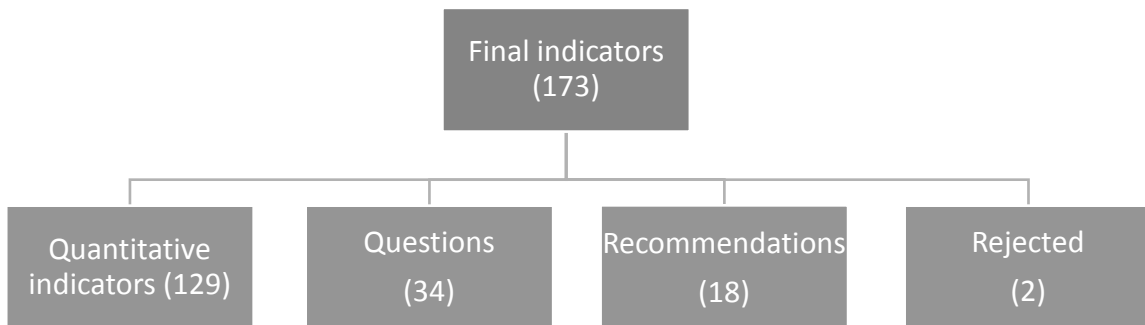 Final indicators
(173)
Quantitative
indicators (129)
Questions
(34)
Recommendations
(18)
Rejected
(2)